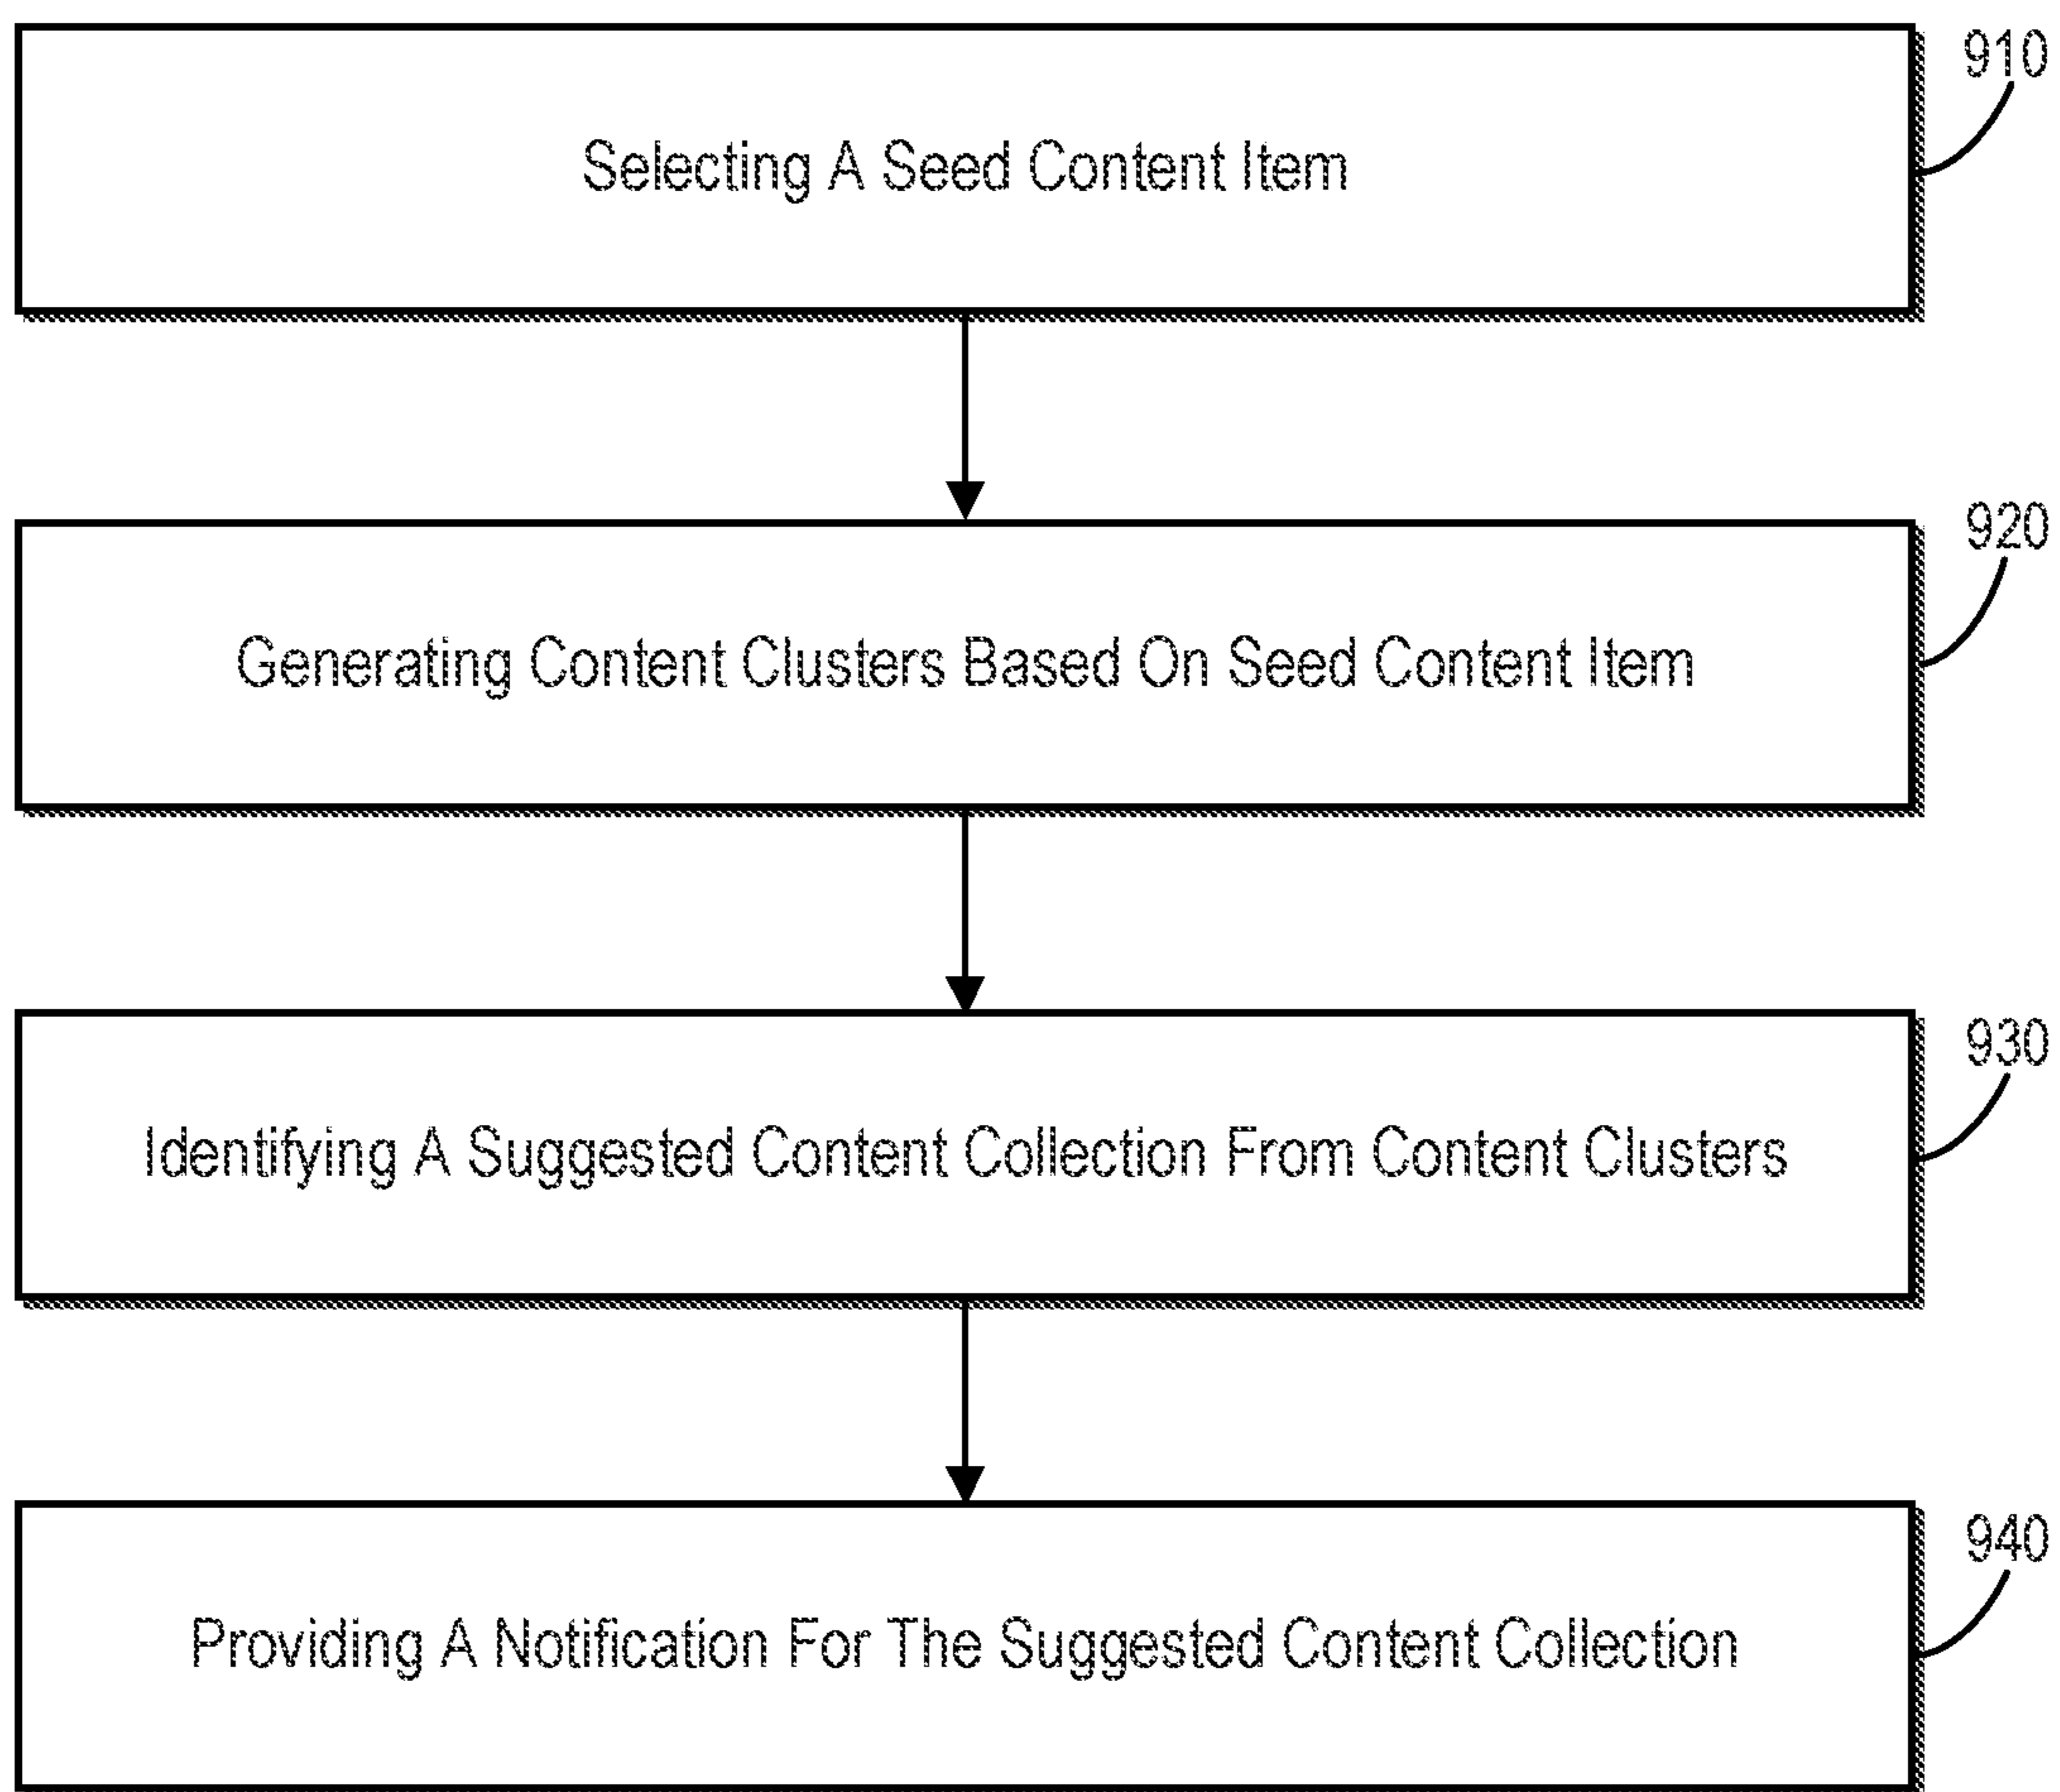 910
Selecting A Seed Content Item
920
Generating Content Clusters Based On Seed Content Item
930
Identifying A Suggested Content Collection From Content Clusters
940
Providing A Notification For The Suggested Content Collection